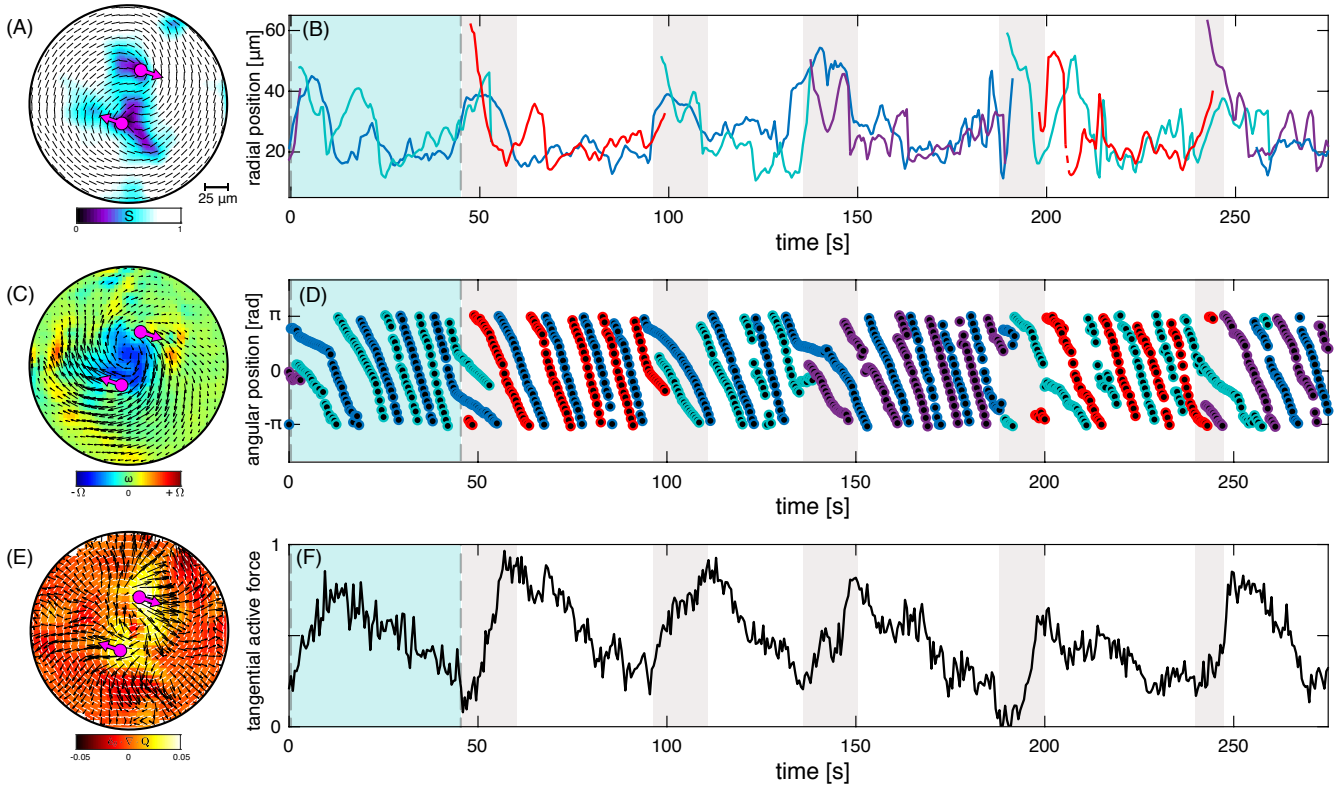 (A)
25 µm
S
0 1
(B)
radial position [µm]
60
40
20
0 50 100 150 200 250
time [s]
(C)
ω
-Ω 0 +Ω
(D)
angular position [rad]
π
0
-π
0 50 100 150 200 250
time [s]
(E)
-0.05 0 0.05
(F)
tangential active force
1
0
0 50 100 150 200 250
time [s]